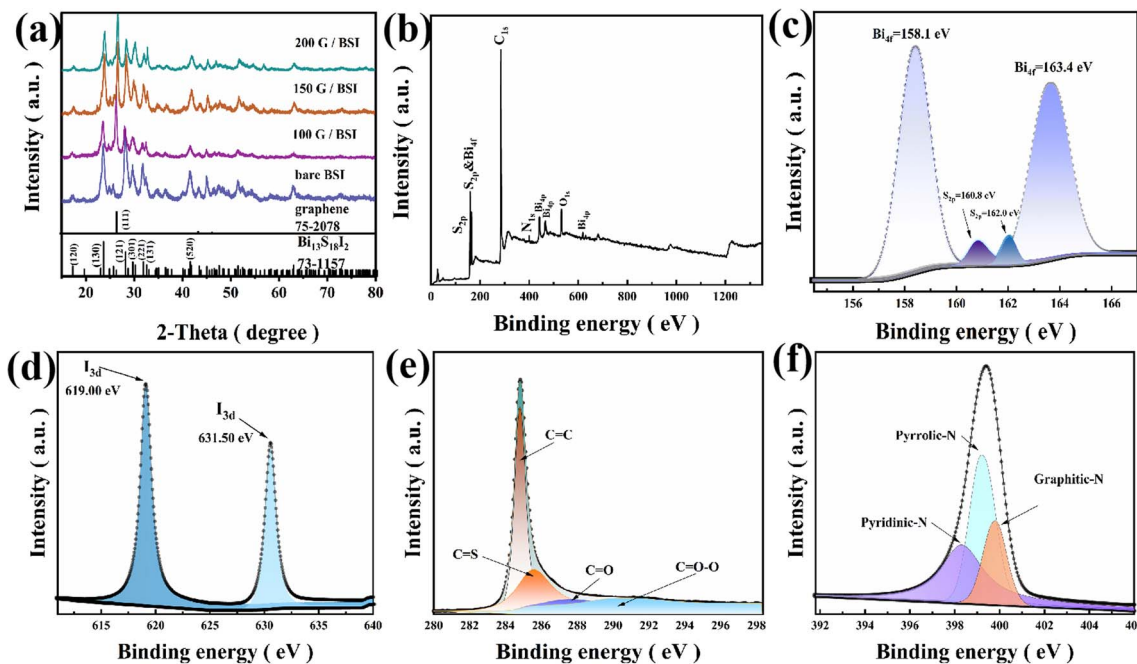 (a)
200 G / BSI
150 G / BSI
100 G / BSI
bare BSI
graphene
75-2078
(111)
Bi13S18I2
73-1157
(120)
(130)
(121)
(301)
(221)
(131)
(520)
15 20 30 40 50 60 70 80
2-Theta ( degree )
Intensity ( a.u. )
(b)
C1s
S2p&Bi4f
S2p
N1s
Bi4p
Bi4p
O1s
Bi4p
0 200 400 600 800 1000 1200
Binding energy ( eV )
Intensity ( a.u. )
(c)
Bi4f=158.1 eV
Bi4f=163.4 eV
S2p=160.8 eV
S2p=162.0 eV
156 158 160 162 164 166
Binding energy ( eV )
Intensity ( a.u. )
(d)
I3d
619.00 eV
I3d
631.50 eV
615 620 625 630 635 640
Binding energy ( eV )
Intensity ( a.u. )
(e)
C=C
C=S
C=O
C=O-O
280 282 284 286 288 290 292 294 296 298
Binding energy ( eV )
Intensity ( a.u. )
(f)
Pyrrolic-N
Graphitic-N
Pyridinic-N
392 394 396 398 400 402 404 40
Binding energy ( eV )
Intensity ( a.u. )